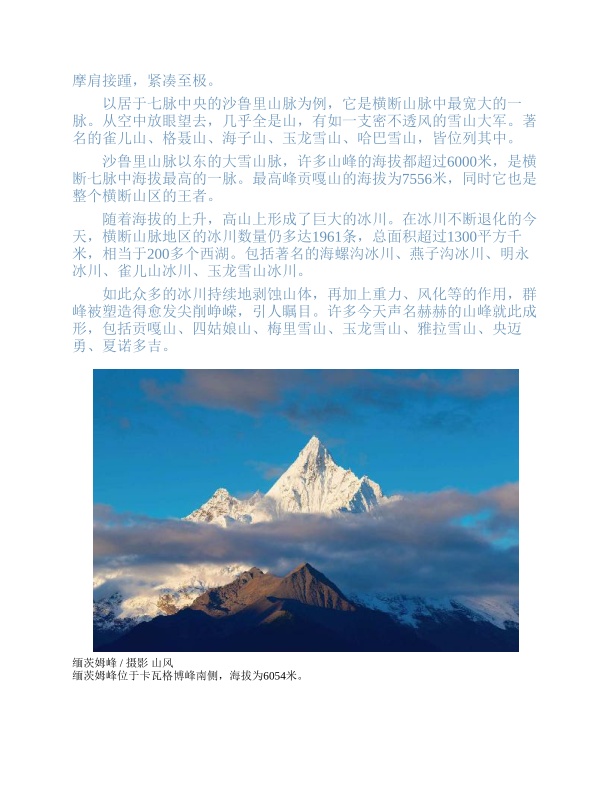 摩肩接踵，紧凑至极。
以居于七脉中央的沙鲁里山脉为例，它是横断山脉中最宽大的一
脉。从空中放眼望去，几乎全是山，有如一支密不透风的雪山大军。著
名的雀儿山、格聂山、海子山、玉龙雪山、哈巴雪山，皆位列其中。
沙鲁里山脉以东的大雪山脉，许多山峰的海拔都超过6000米，是横
断七脉中海拔最高的一脉。最高峰贡嘎山的海拔为7556米，同时它也是
整个横断山区的王者。
随着海拔的上升，高山上形成了巨大的冰川。在冰川不断退化的今
天，横断山脉地区的冰川数量仍多达1961条，总面积超过1300平方千
米，相当于200多个西湖。包括著名的海螺沟冰川、燕子沟冰川、明永
冰川、雀儿山冰川、玉龙雪山冰川。
如此众多的冰川持续地剥蚀山体，再加上重力、风化等的作用，群
峰被塑造得愈发尖削峥嵘，引人瞩目。许多今天声名赫赫的山峰就此成
形，包括贡嘎山、四姑娘山、梅里雪山、玉龙雪山、雅拉雪山、央迈
勇、夏诺多吉。
缅茨姆峰 / 摄影 山风
缅茨姆峰位于卡瓦格博峰南侧，海拔为6054米。